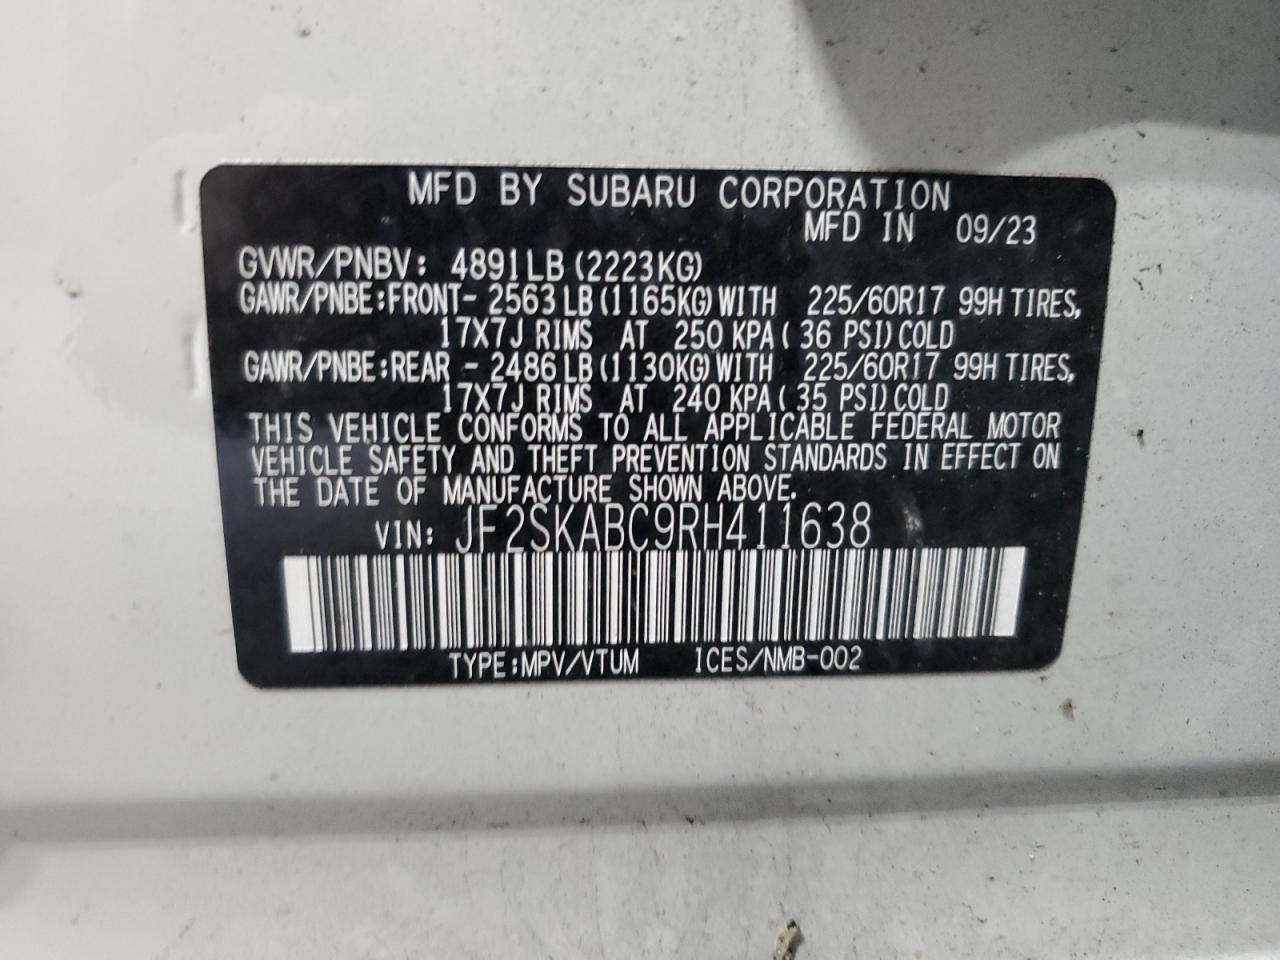 MFD BY SUBARU CORPORATION
MFD IN 09/23
GVWR/PNBV: 4891LB(2223KG)
GAWR/PNBE:FRONT- 2563LB(1165KG)WITH 225/60R17 99H TIRES,
17X7J RIMS AT 250 KPA( 36 PSI)COLD
GAWR/PNBE:REAR - 2486LB(1130KG)WITH 225/60R17 99H TIRES,
17X7J RIMS AT 240 KPA( 35 PSI)COLD
THIS VEHICLE CONFORMS TO ALL APPLICABLE FEDERAL MOTOR
VEHICLE SAFETY AND THEFT PREVENTION STANDARDS IN EFFECT ON
THE DATE OF MANUFACTURE SHOWN ABOVE.
VIN: JF2SKABC9RH411638
TYPE:MPV/VTUM ICES/NMB-002